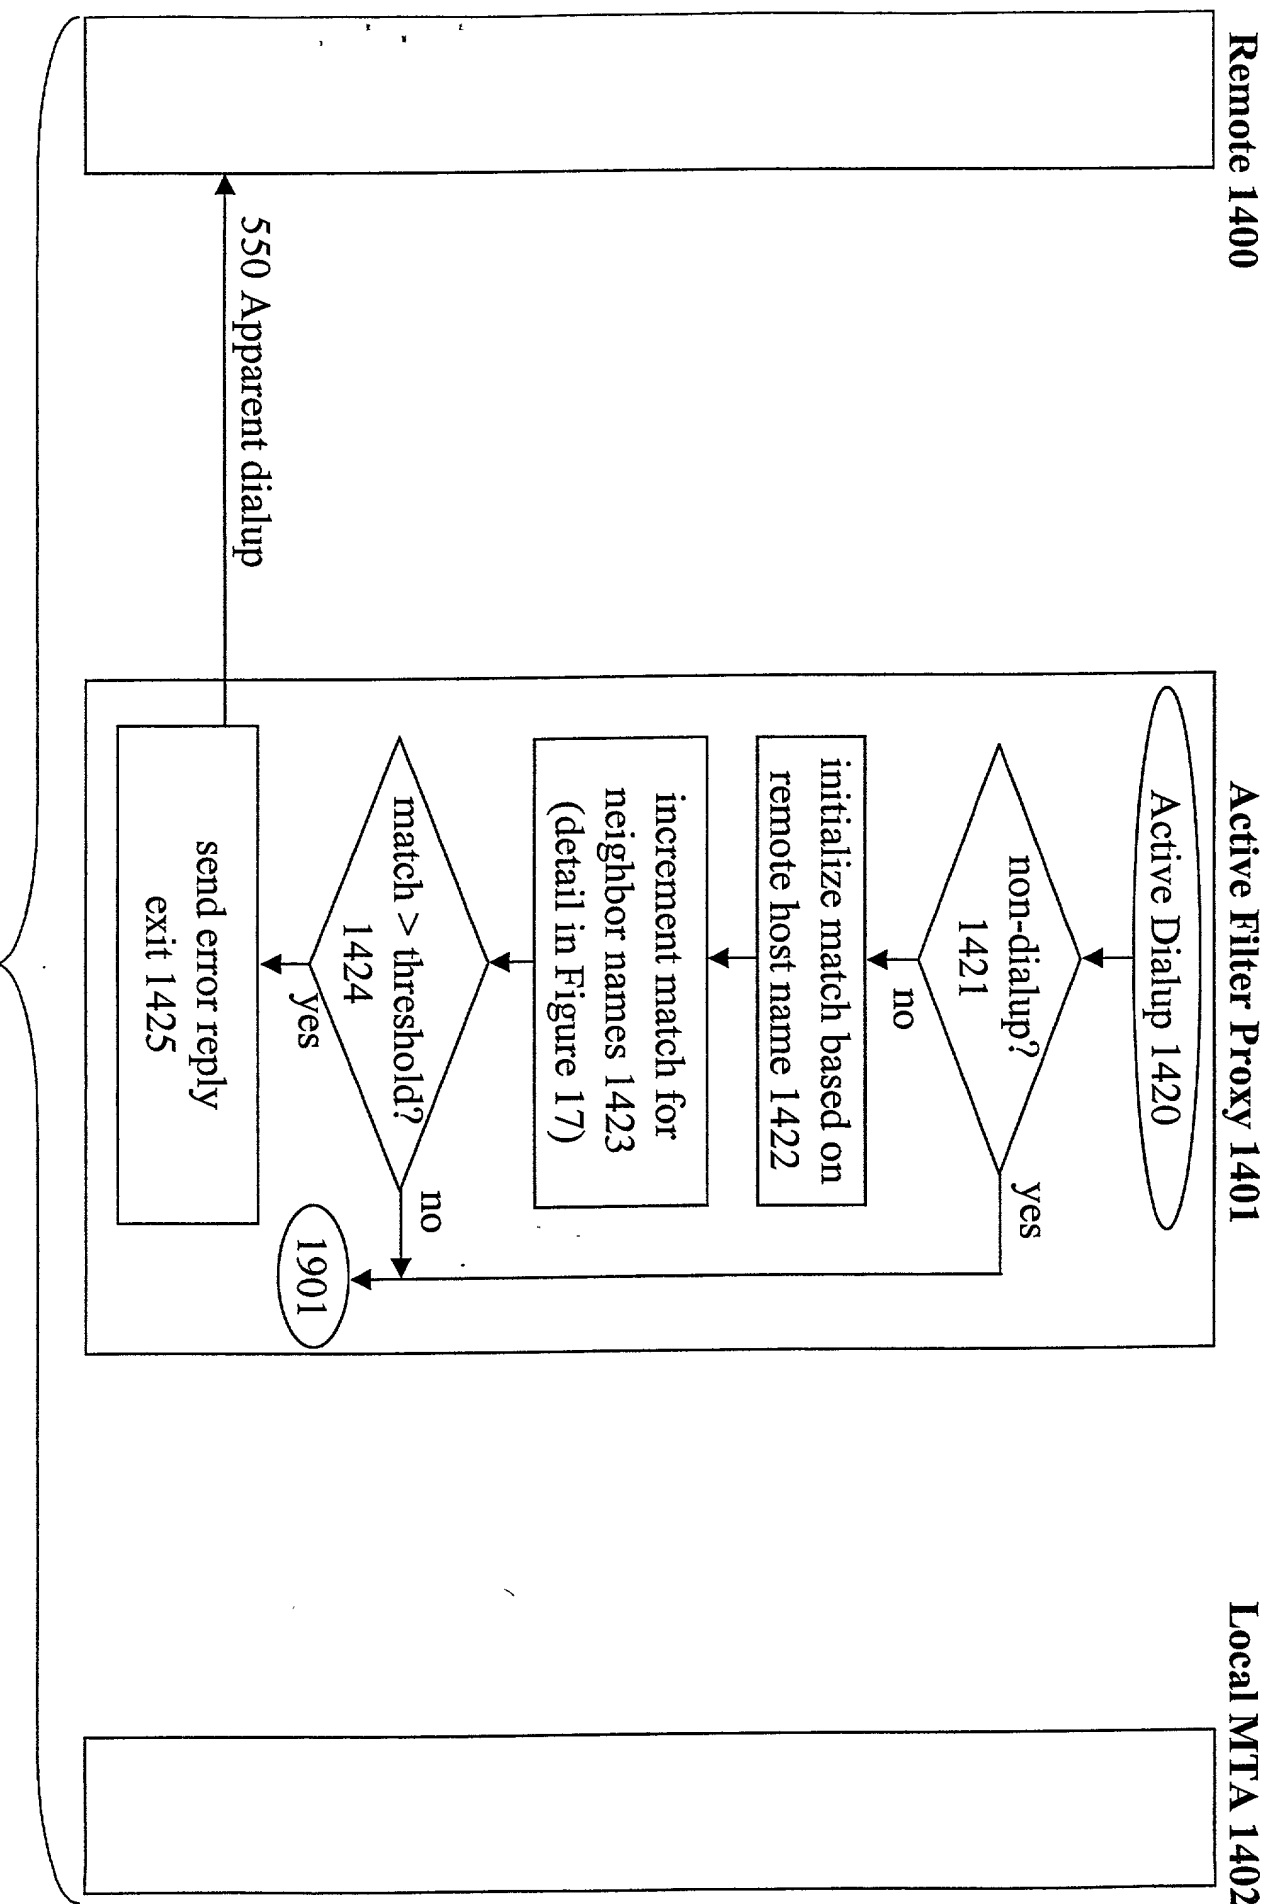 Remote 1400
Active Filter Proxy 1401
Local MTA 1402
Active Dialup 1420
non-dialup?
1421
yes
no
initialize match based on
remote host name 1422
increment match for
neighbor names 1423
(detail in Figure 17)
match > threshold?
1424
no
yes
1901
send error reply
exit 1425
550 Apparent dialup